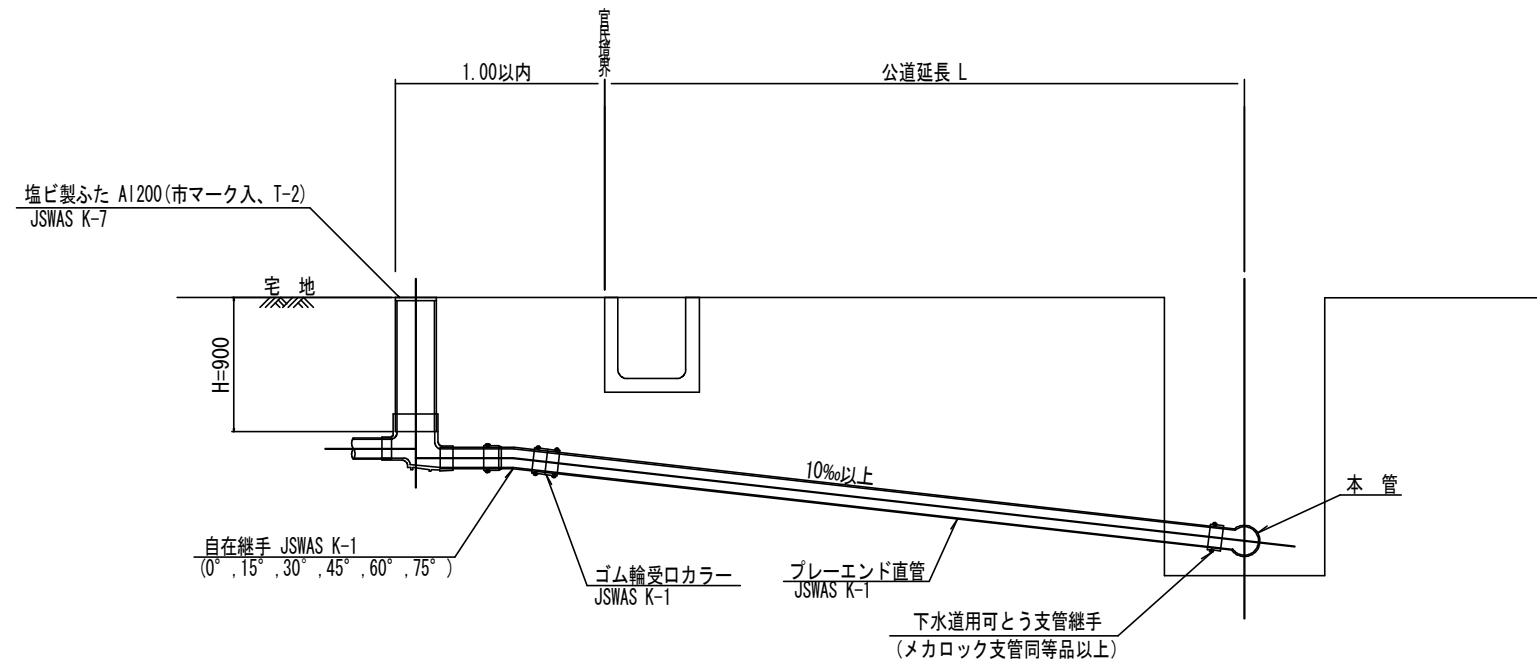 官民境界
1.00以内
公道延長 L
塩ビ製ふた AI200(市マーク入、T-2)
JSWAS K-7
宅 地
H=900
10‰以上
本 管
自在継手 JSWAS K-1
(0°,15°,30°,45°,60°,75°)
ゴム輪受口カラー
JSWAS K-1
プレーエンド直管
JSWAS K-1
下水道用可とう支管継手
(メカロック支管同等品以上)